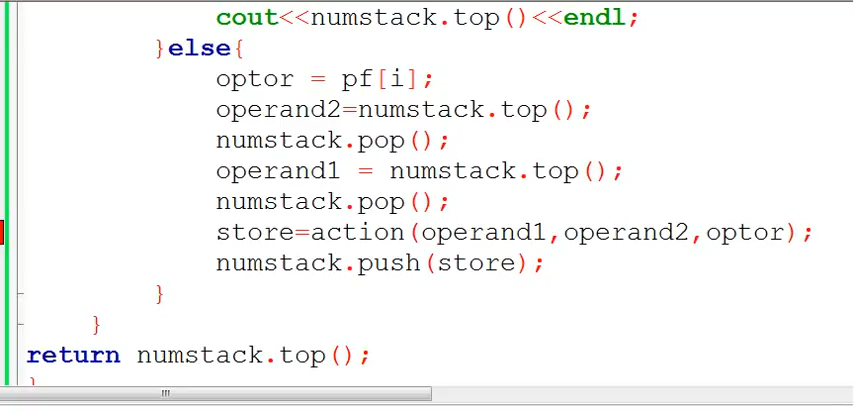 cout<<numstack.top()<<endl;
}else{
optor = pf[i];
operand2=numstack.top();
numstack.pop();
operand1 = numstack.top();
numstack.pop();
store=action(operand1,operand2,optor);
numstack.push(store);
}
}
return numstack.top();
}